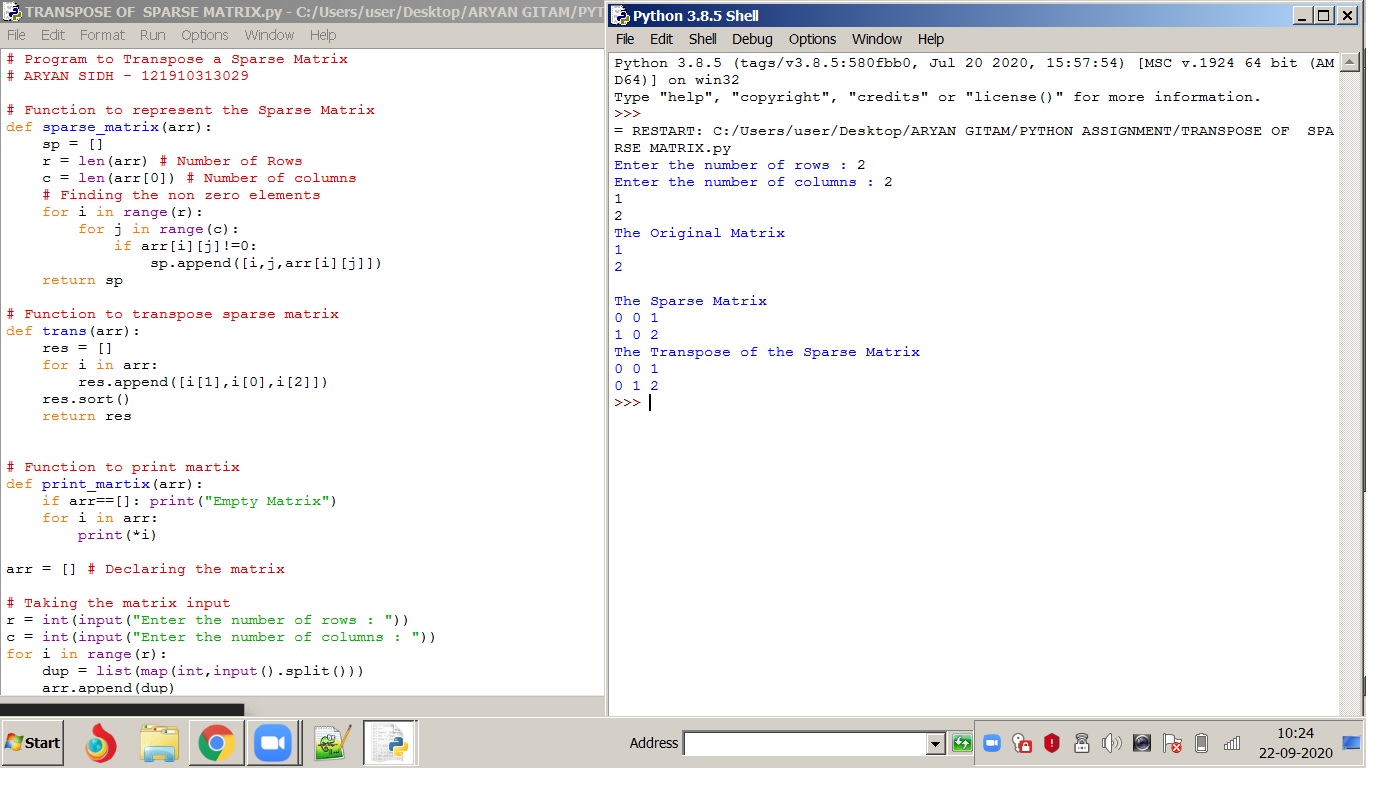 TRANSPOSE OF  SPARSE MATRIX.py - C:/Users/user/Desktop/ARYAN GITAM/PYT
File Edit Format Run Options Window Help
# Program to Transpose a Sparse Matrix
# ARYAN SIDH - 121910313029

# Function to represent the Sparse Matrix
def sparse_matrix(arr):
    sp = []
    r = len(arr) # Number of Rows
    c = len(arr[0]) # Number of columns
    # Finding the non zero elements
    for i in range(r):
        for j in range(c):
            if arr[i][j]!=0:
                sp.append([i,j,arr[i][j]])
    return sp

# Function to transpose sparse matrix
def trans(arr):
    res = []
    for i in arr:
        res.append([i[1],i[0],i[2]])
    res.sort()
    return res

# Function to print martix
def print_martix(arr):
    if arr==[]: print("Empty Matrix")
    for i in arr:
        print(*i)

arr = [] # Declaring the matrix

# Taking the matrix input
r = int(input("Enter the number of rows : "))
c = int(input("Enter the number of columns : "))
for i in range(r):
    dup = list(map(int,input().split()))
    arr.append(dup)
Python 3.8.5 Shell
File Edit Shell Debug Options Window Help
Python 3.8.5 (tags/v3.8.5:580fbb0, Jul 20 2020, 15:57:54) [MSC v.1924 64 bit (AM
D64)] on win32
Type "help", "copyright", "credits" or "license()" for more information.
>>>
= RESTART: C:/Users/user/Desktop/ARYAN GITAM/PYTHON ASSIGNMENT/TRANSPOSE OF  SPA
RSE MATRIX.py
Enter the number of rows : 2
Enter the number of columns : 2
1
2
The Original Matrix
1
2

The Sparse Matrix
0 0 1
1 0 2
The Transpose of the Sparse Matrix
0 0 1
0 1 2
>>>
Start
Address
10:24
22-09-2020